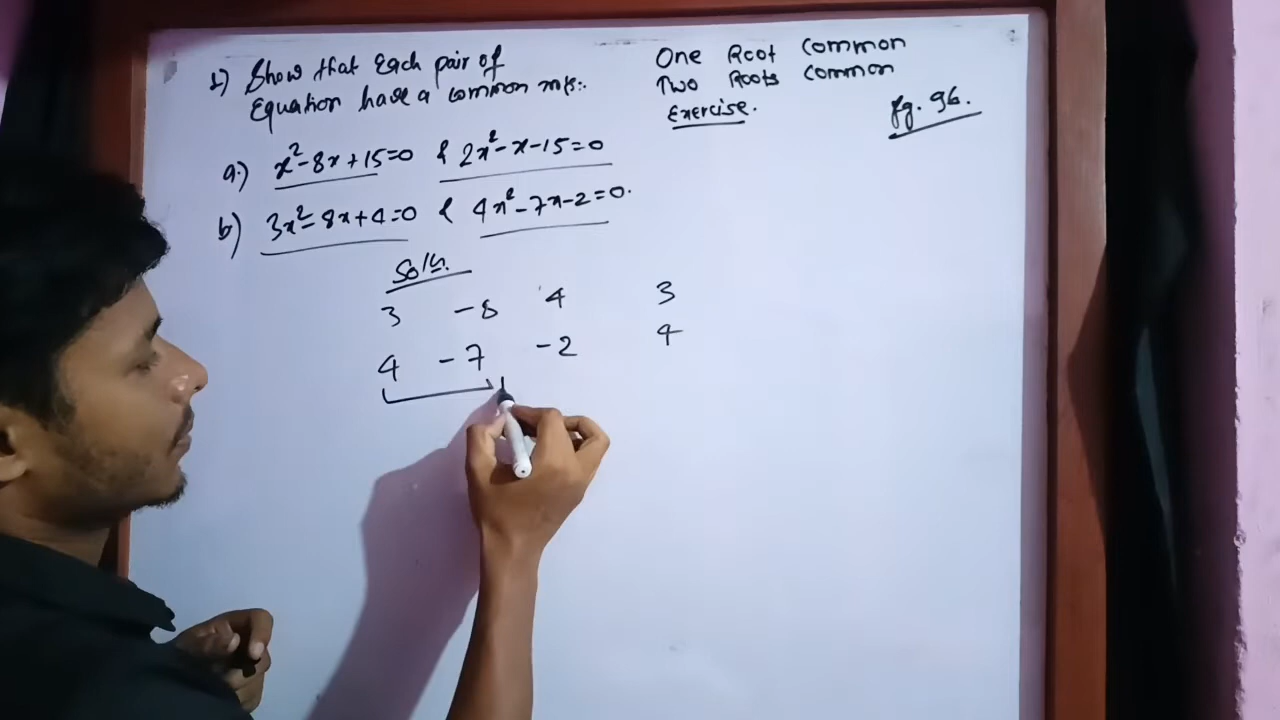 1) Show that Each pair of
Equation have a common
a.) x²-8x+15=0 & 2x²-x-15=0
b) 3x²-8x+4=0 & 4x²-7x-2=0.
Soln.
3 -8 4 3
4 -7 -2 4
One Root Common
Two Roots Common
Exercise.
Pg. 96.